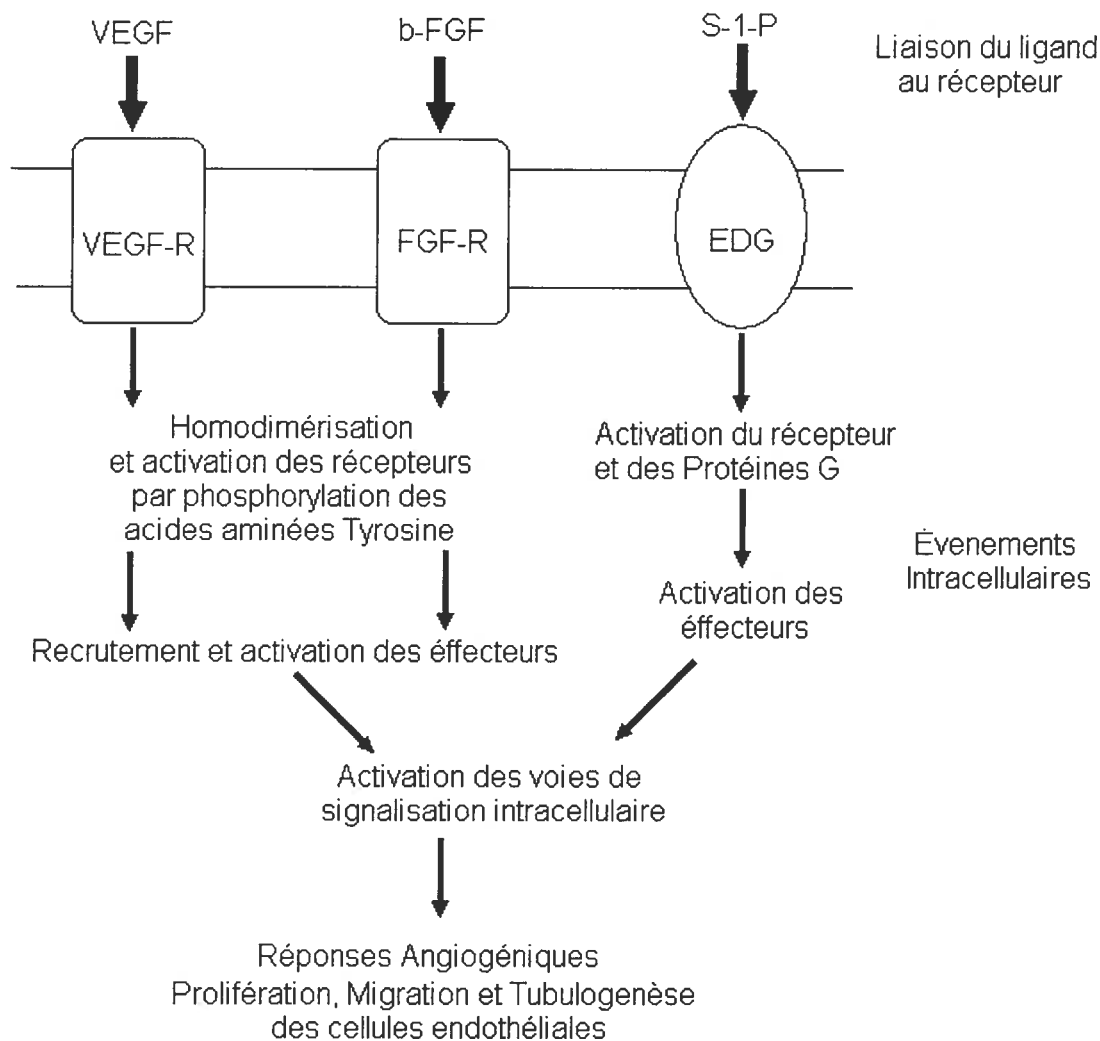 VEGF
b-FGF
S-1-P
Liaison du ligand
au récepteur
VEGF-R
FGF-R
EDG
Homodimérisation
et activation des récepteurs
par phosphorylation des
acides aminées Tyrosine
Activation du récepteur
et des Protéines G
Évenements
Intracellulaires
Activation des
éffecteurs
Recrutement et activation des éffecteurs
Activation des voies de
signalisation intracellulaire
Réponses Angiogéniques
Prolifération, Migration et Tubulogenèse
des cellules endothéliales